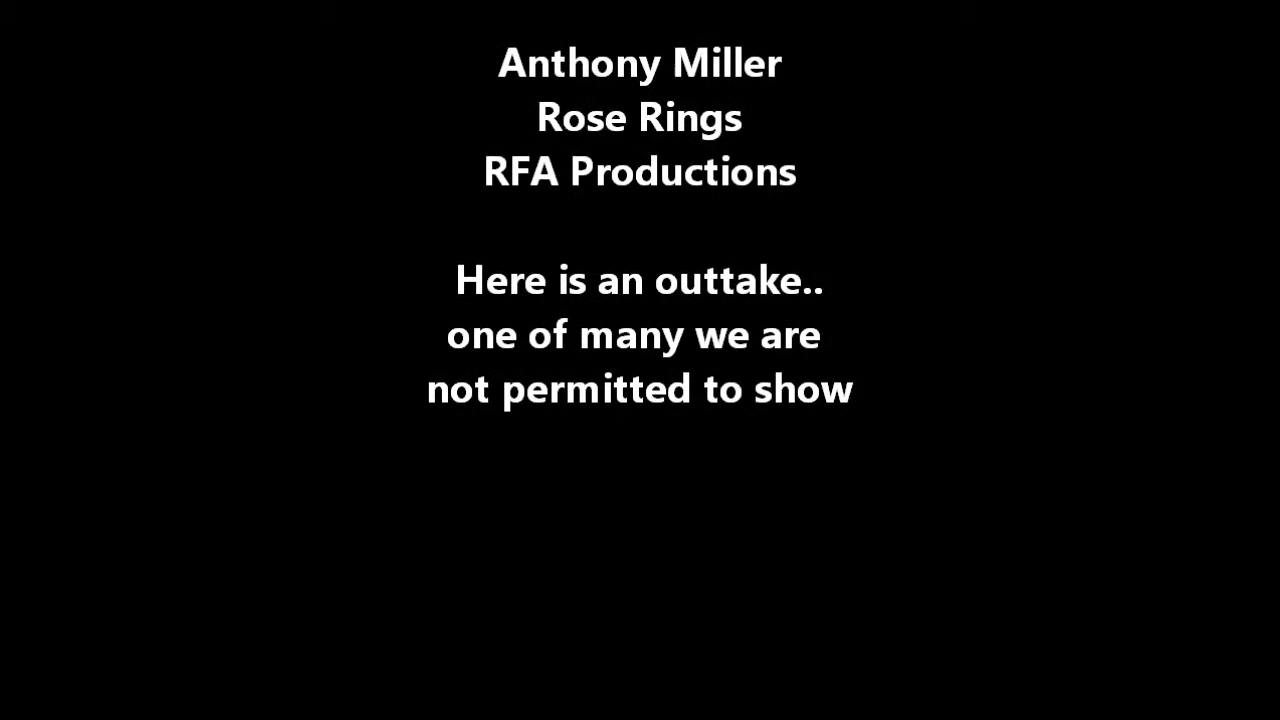 Anthony Miller
Rose Rings
RFA Productions
Here is an outtake..
one of many we are
not permitted to show